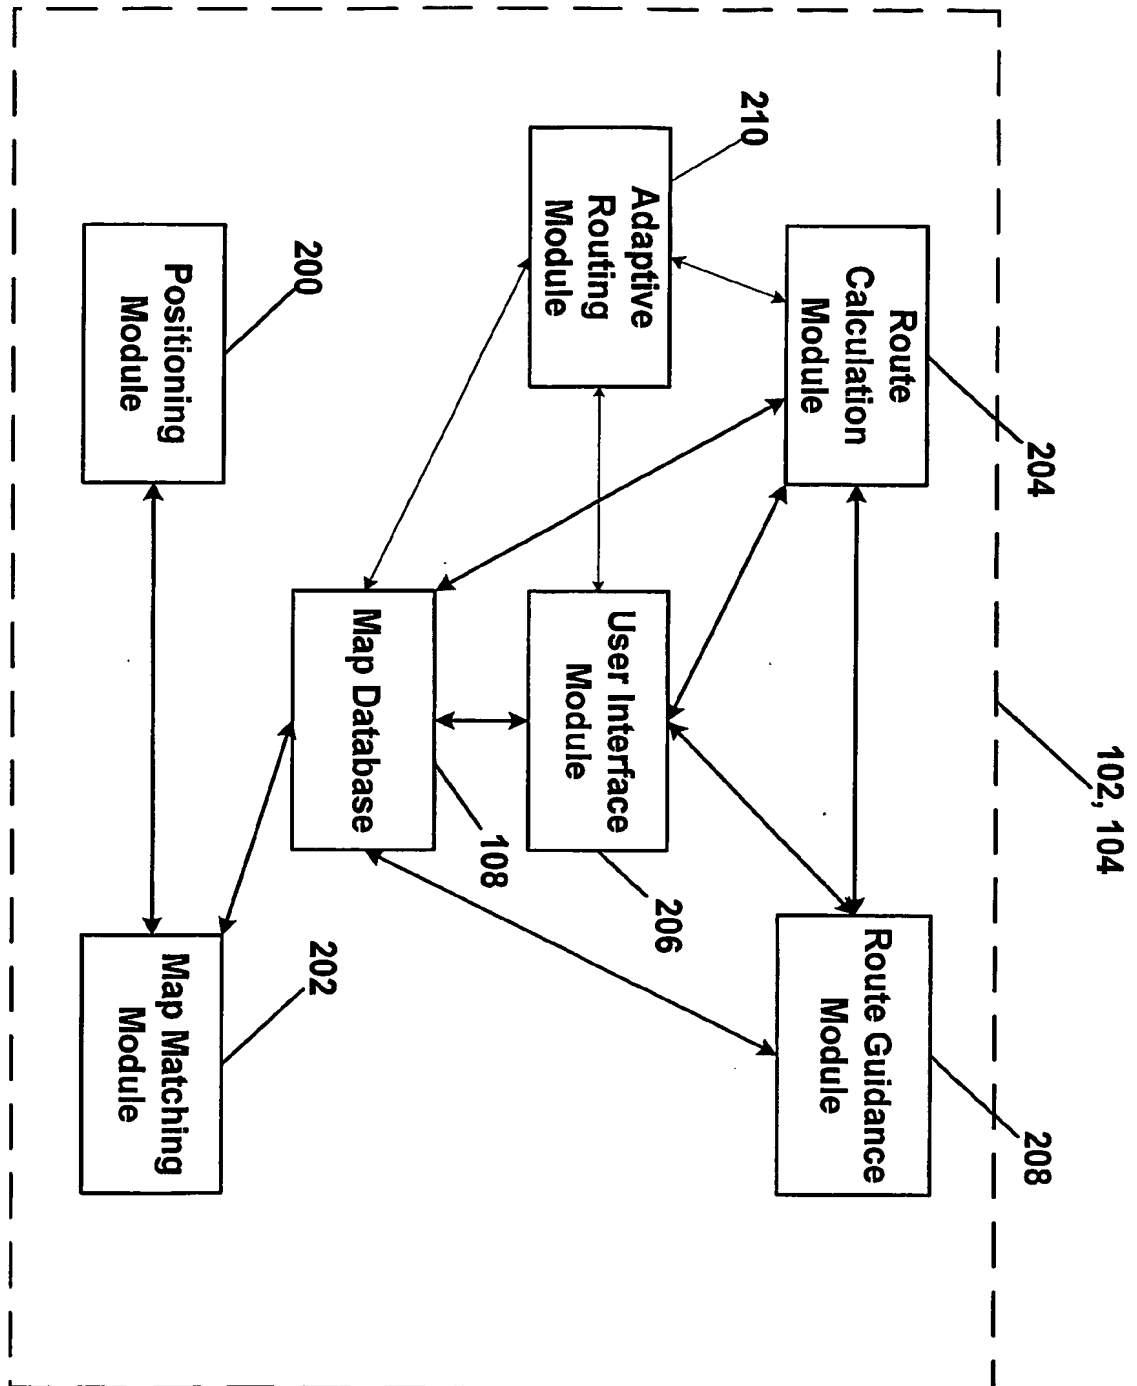 102, 104
204
208
Route
Calculation
Module
Route Guidance
Module
210
206
Adaptive
Routing
Module
User Interface
Module
108
Map Database
200
202
Positioning
Module
Map Matching
Module